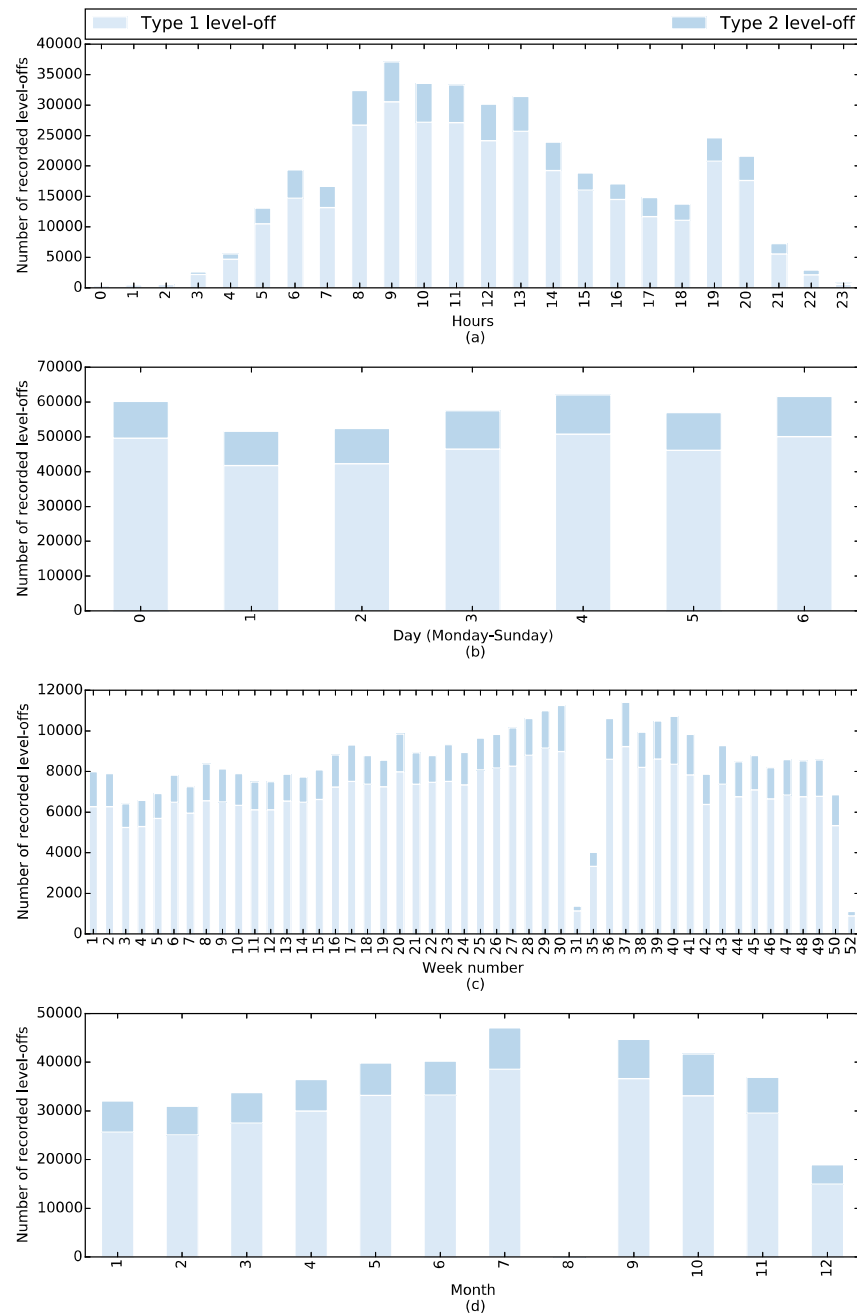 Type 1 level-off Type 2 level-off
40000
35000
30000
25000
20000
15000
10000
5000
0
Number of recorded level-offs
0 1 2 3 4 5 6 7 8 9 10 11 12 13 14 15 16 17 18 19 20 21 22 23
Hours
(a)
70000
60000
50000
40000
30000
20000
10000
0
Number of recorded level-offs
0 1 2 3 4 5 6
Day (Monday-Sunday)
(b)
12000
10000
8000
6000
4000
2000
0
Number of recorded level-offs
1 2 3 4 5 6 7 8 9 10 11 12 13 14 15 16 17 18 19 20 21 22 23 24 25 26 27 28 29 30 31 35 36 37 38 39 40 41 42 43 44 45 46 47 48 49 50 52
Week number
(c)
50000
40000
30000
20000
10000
0
Number of recorded level-offs
1 2 3 4 5 6 7 8 9 10 11 12
Month
(d)